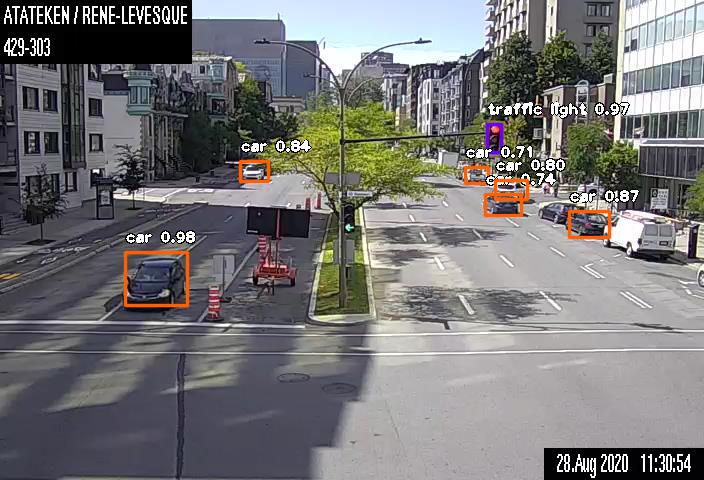 ATATEKEN / RENE-LEVESQUE
429-303
traffic light 0.97
car 0.84
car 0.71
car 0.80
car 0.74
car 0.87
car 0.98
28.Aug 2020 11:30:54